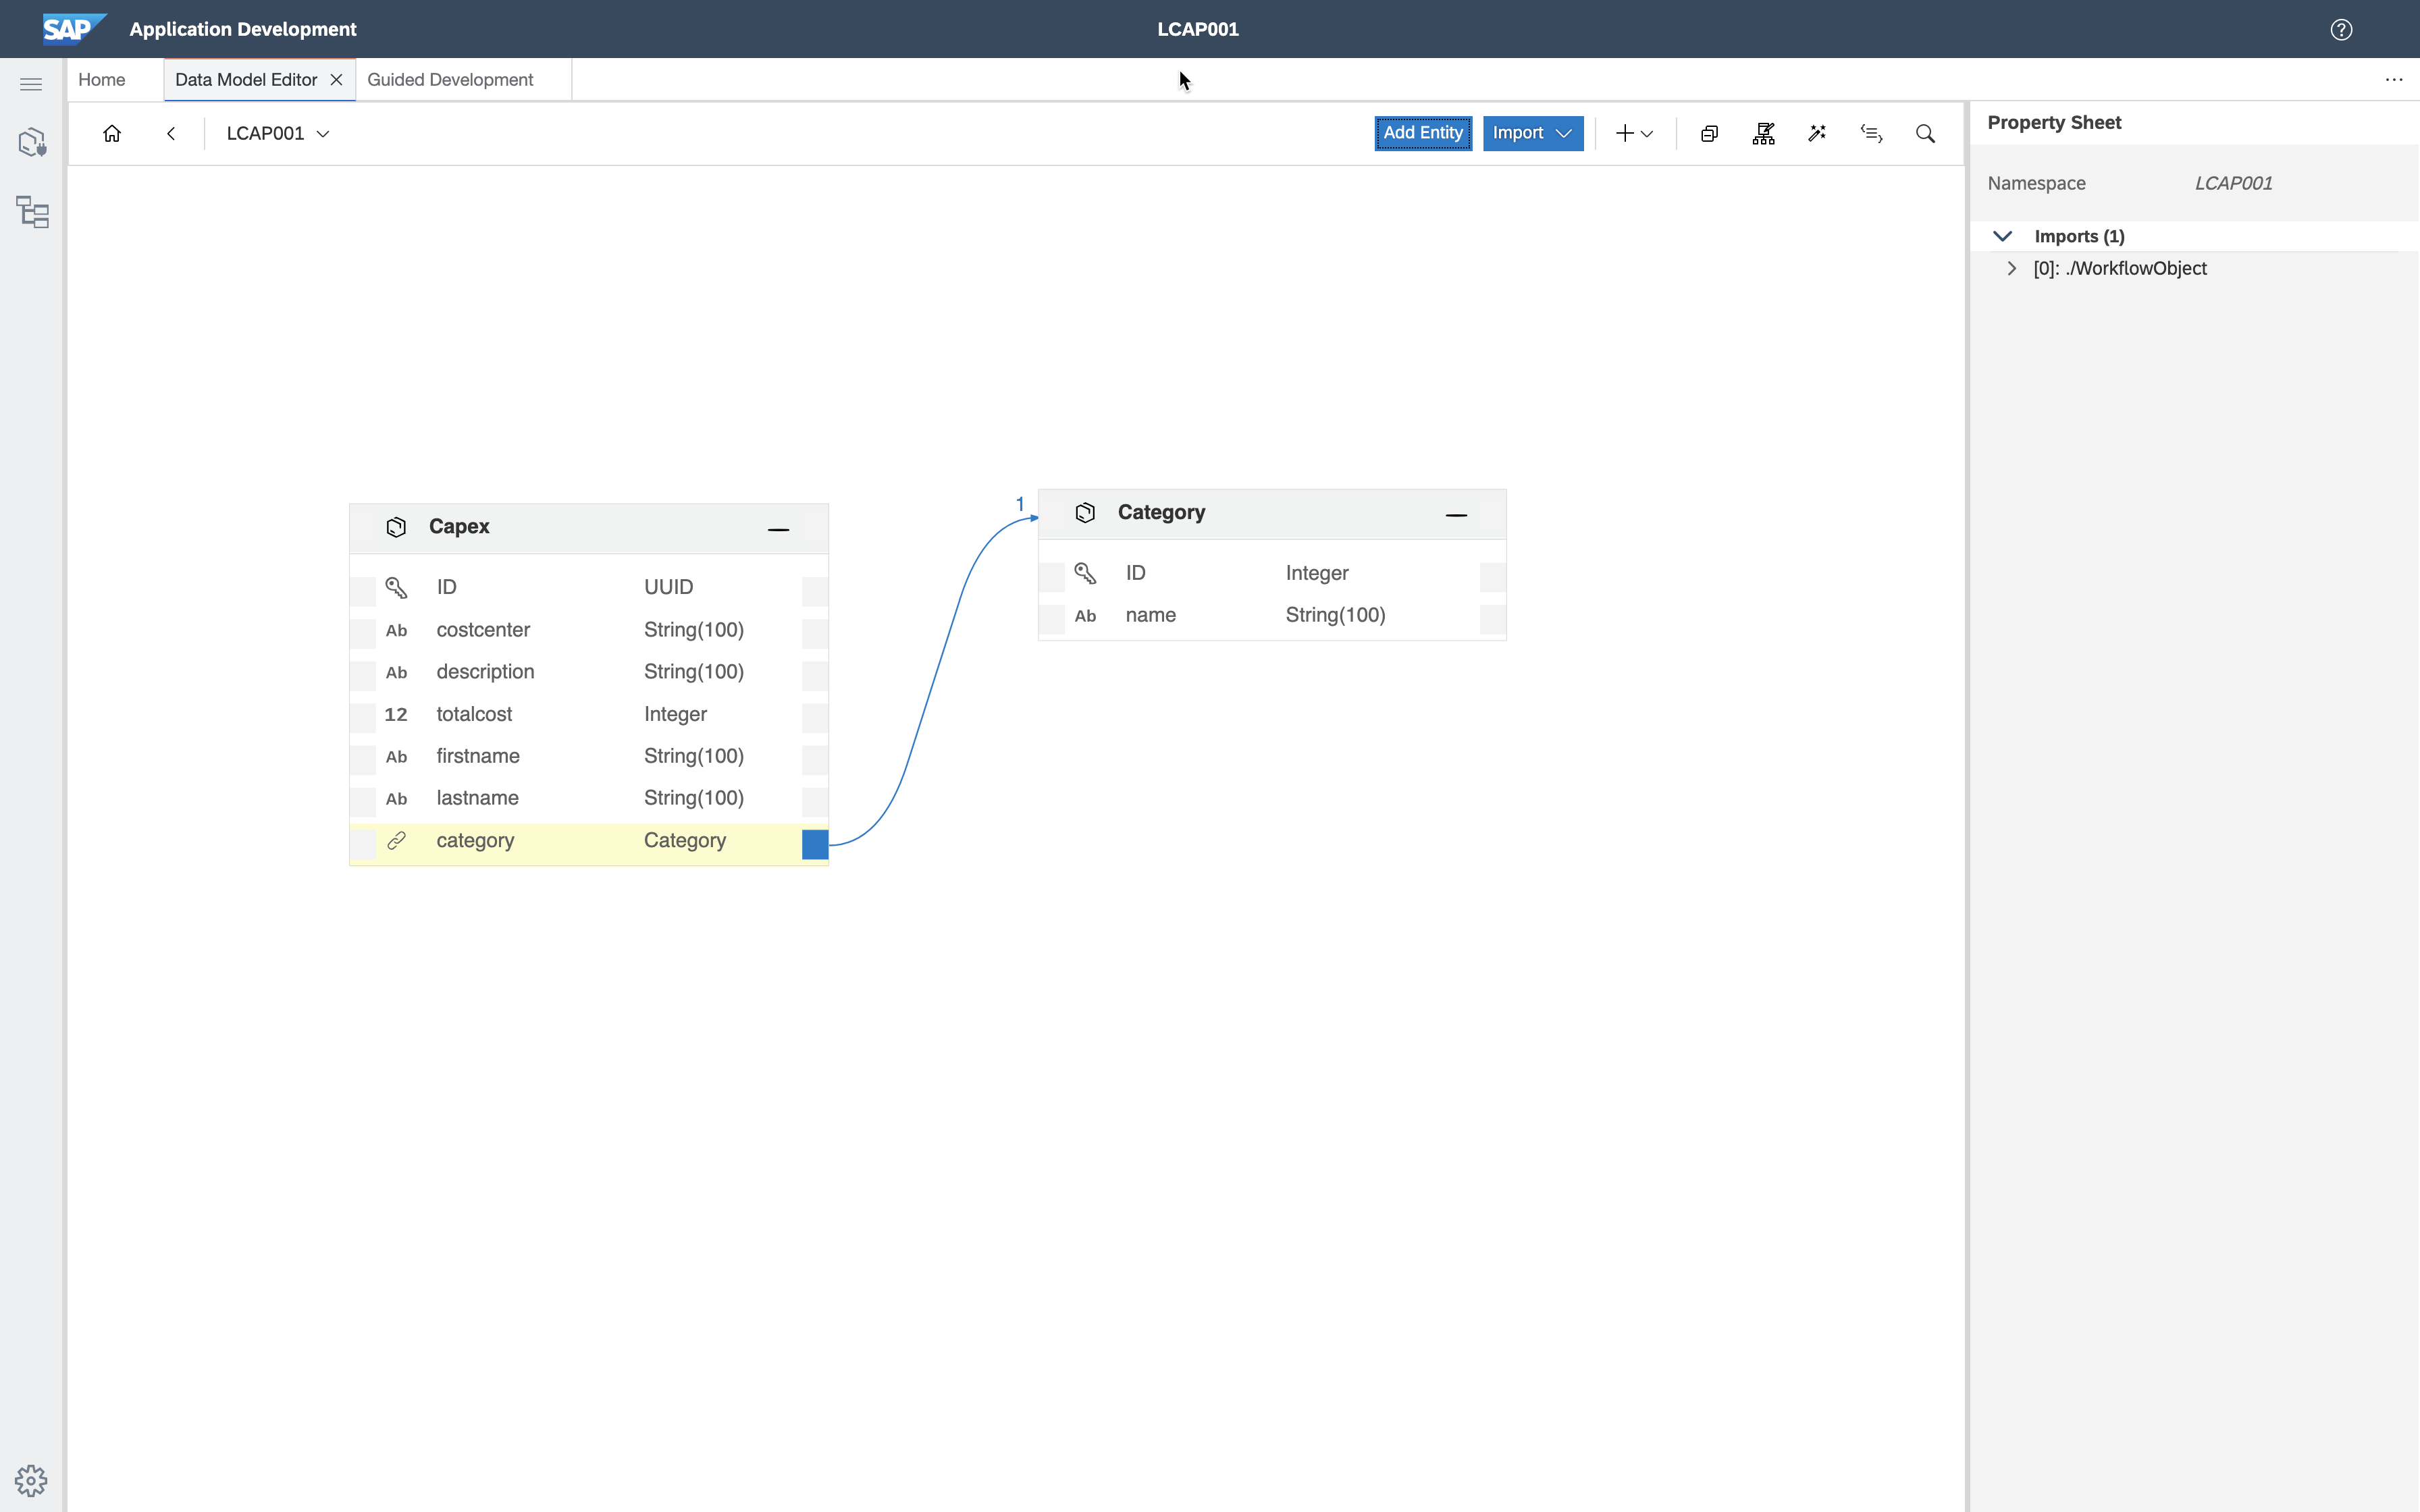 SAP Application Development LCAP001
Home Data Model Editor Guided Development
LCAP001 Add Entity Import
Property Sheet
Namespace LCAP001
Imports (1)
[0]: ./WorkflowObject
Capex
ID UUID
Ab costcenter String(100)
Ab description String(100)
12 totalcost Integer
Ab firstname String(100)
Ab lastname String(100)
category Category
1
Category
ID Integer
Ab name String(100)